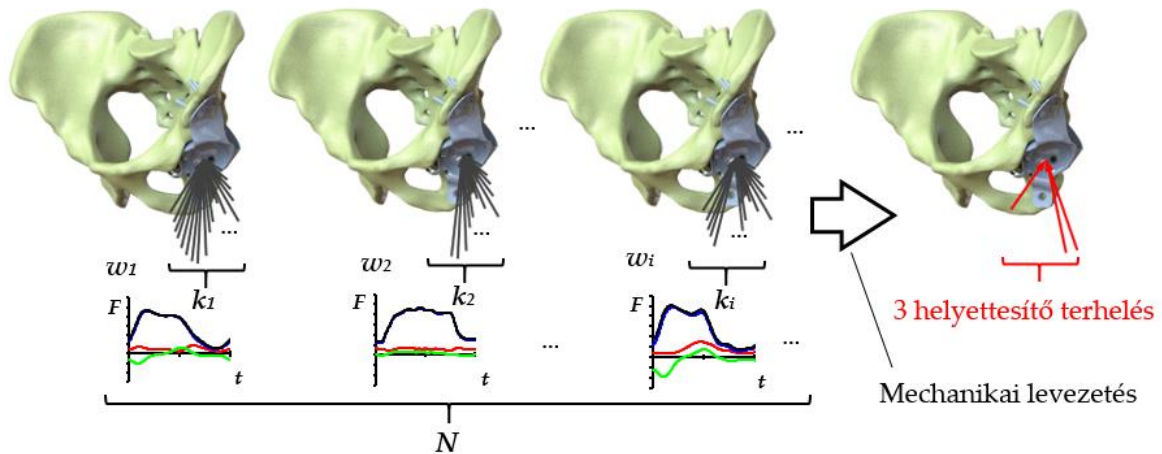 ... ...
... ... ...
w1 w2 wi
k1 k2 ki
F F F
3 helyettesítő terhelés
... ...
t t t
Mechanikai levezetés
N